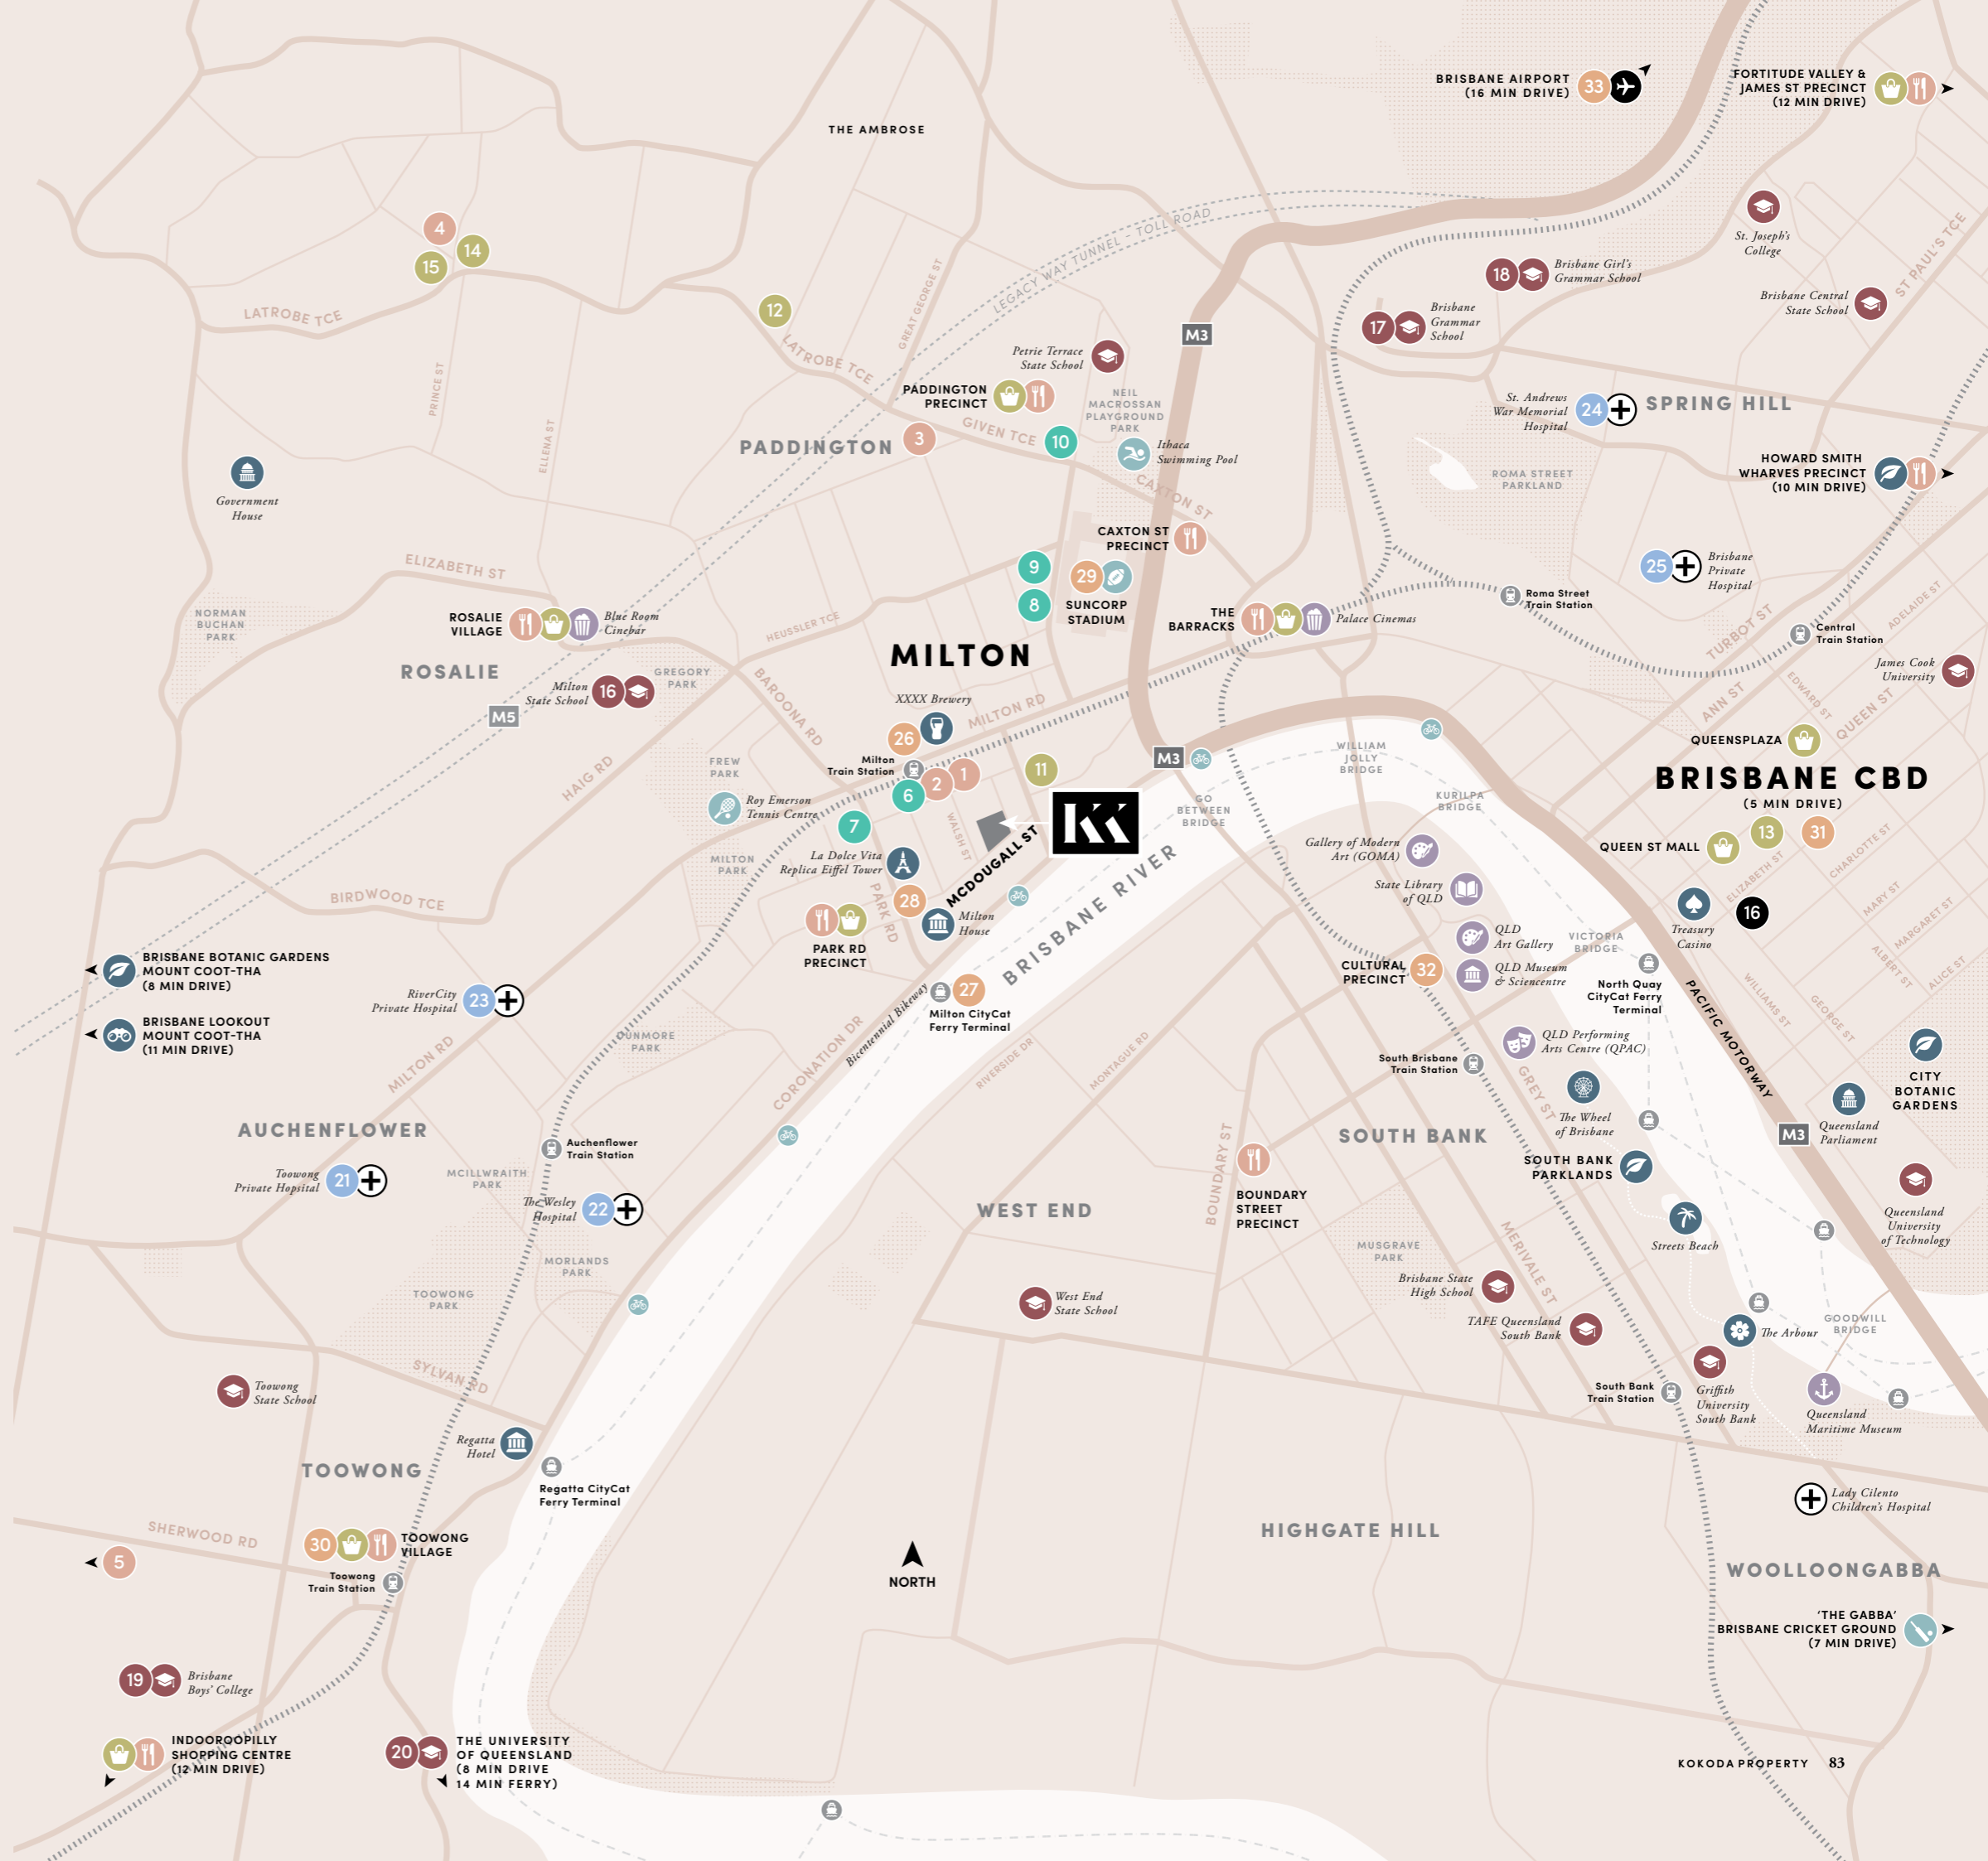 BRISBANE AIRPORT
(16 MIN DRIVE)
33
FORTITUDE VALLEY &
JAMES ST PRECINCT
(12 MIN DRIVE)
THE AMBROSE
4
14
15
LATROBE TCE
12
LATROBE TCE
GREAT GEORGE ST
LEGACY WAY TUNNEL - TOLL ROAD
M3
St. Joseph's
College
ST PAUL'S TCE
18
Brisbane Girl's
Grammar School
Brisbane Central
State School
17
Brisbane
Grammar
School
PRINCE ST
ELLENA ST
Petrie Terrace
State School
PADDINGTON
PRECINCT
NEIL
MACROSSAN
PLAYGROUND
PARK
PADDINGTON
3
GIVEN TCE
10
Ithaca
Swimming Pool
St. Andrews
War Memorial
Hospital
24
SPRING HILL
ROMA STREET
PARKLAND
HOWARD SMITH
WHARVES PRECINCT
(10 MIN DRIVE)
Government
House
CAXTON ST
CAXTON ST
PRECINCT
ELIZABETH ST
9
29
8
SUNCORP
STADIUM
25
Brisbane
Private
Hospital
Roma Street
Train Station
NORMAN
BUCHAN
PARK
ROSALIE
VILLAGE
Blue Room
Cinebar
HEUSSLER TCE
THE
BARRACKS
Palace Cinemas
TURBOT ST
ADELAIDE ST
Central
Train Station
MILTON
ROSALIE
Milton
State School
16
GREGORY
PARK
M5
BAROONA RD
XXXX Brewery
MILTON RD
26
James Cook
University
ANN ST
EDWARD ST
QUEEN ST
QUEENSPLAZA
HAIG RD
FREW
PARK
Milton
Train Station
1
2
11
6
M3
WILLIAM
JOLLY
BRIDGE
BRISBANE CBD
(5 MIN DRIVE)
Roy Emerson
Tennis Centre
7
WALSH ST
KK
GO
BETWEEN
BRIDGE
KURILPA
BRIDGE
13
31
QUEEN ST MALL
MILTON
PARK
La Dolce Vita
Replica Eiffel Tower
MCDOUGALL ST
Gallery of Modern
Art (GOMA)
ELIZABETH ST
CHARLOTTE ST
BIRDWOOD TCE
PARK RD
28
Milton
House
BRISBANE RIVER
State Library
of QLD
MARY ST
MARGARET ST
PARK RD
PRECINCT
QLD
Art Gallery
VICTORIA
BRIDGE
Treasury
Casino
16
BRISBANE BOTANIC GARDENS
MOUNT COOT-THA
(8 MIN DRIVE)
CULTURAL
PRECINCT
32
QLD Museum
& Sciencentre
ALBERT ST
ALICE ST
RiverCity
Private Hospital
23
27
Milton CityCat
Ferry Terminal
Bicentennial Bikeway
North Quay
CityCat Ferry
Terminal
WILLIAMS ST
GEORGE ST
PACIFIC MOTORWAY
BRISBANE LOOKOUT
MOUNT COOT-THA
(11 MIN DRIVE)
DUNMORE
PARK
MILTON RD
CORONATION DR
RIVERSIDE DR
MONTAGUE RD
QLD Performing
Arts Centre (QPAC)
South Brisbane
Train Station
GREY ST
The Wheel
of Brisbane
CITY
BOTANIC
GARDENS
AUCHENFLOWER
Auchenflower
Train Station
SOUTH BANK
M3
Queensland
Parliament
Toowong
Private Hopsital
21
MCILLWRAITH
PARK
BOUNDARY ST
SOUTH BANK
PARKLANDS
The Wesley
Hospital
22
WEST END
BOUNDARY
STREET
PRECINCT
Queensland
University
of Technology
MORLANDS
PARK
MUSGRAVE
PARK
MERIVALE ST
Streets Beach
TOOWONG
PARK
West End
State School
Brisbane State
High School
TAFE Queensland
South Bank
The Arbour
GOODWILL
BRIDGE
SYLVAN RD
Toowong
State School
South Bank
Train Station
Griffith
University
South Bank
Queensland
Maritime Museum
Regatta
Hotel
TOOWONG
Regatta CityCat
Ferry Terminal
Lady Cilento
Children's Hospital
SHERWOOD RD
30
TOOWONG
VILLAGE
HIGHGATE HILL
5
Toowong
Train Station
NORTH
WOOLLOONGABBA
'THE GABBA'
BRISBANE CRICKET GROUND
(7 MIN DRIVE)
19
Brisbane
Boys' College
INDOOROOPILLY
SHOPPING CENTRE
(12 MIN DRIVE)
20
THE UNIVERSITY
OF QUEENSLAND
(8 MIN DRIVE
14 MIN FERRY)
KOKODA PROPERTY 83